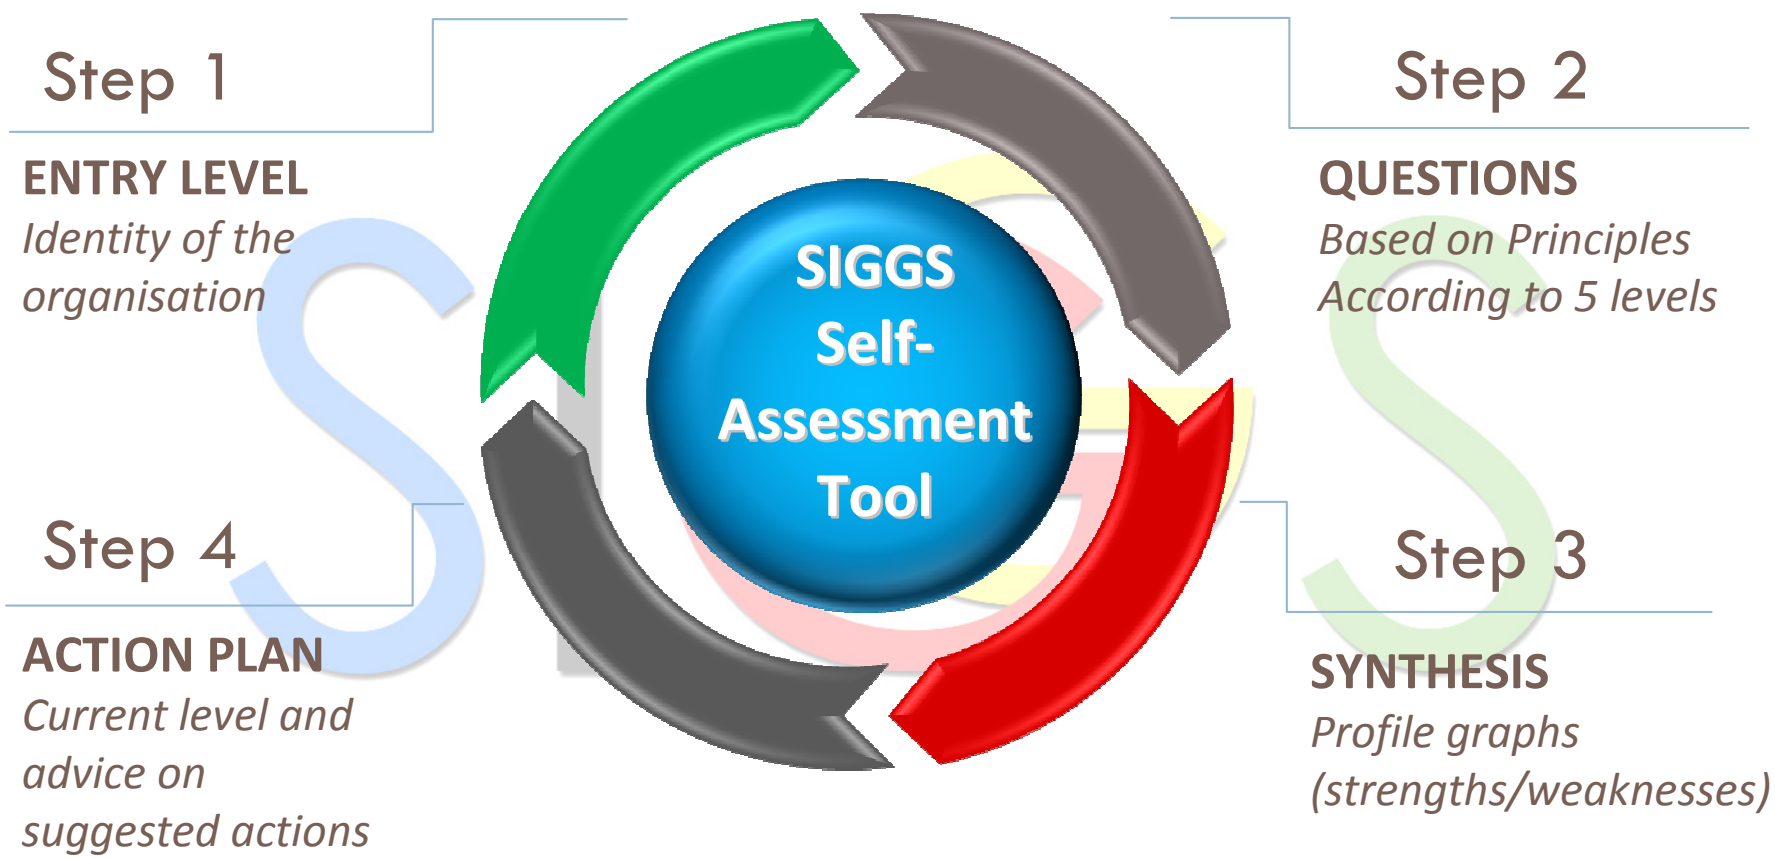 Step 1
ENTRY LEVEL
Identity of the
organisation
Step 2
QUESTIONS
Based on Principles
According to 5 levels
SIGGS
Self-
Assessment
Tool
Step 3
SYNTHESIS
Profile graphs
(strengths/weaknesses)
Step 4
ACTION PLAN
Current level and
advice on
suggested actions
SIGGS